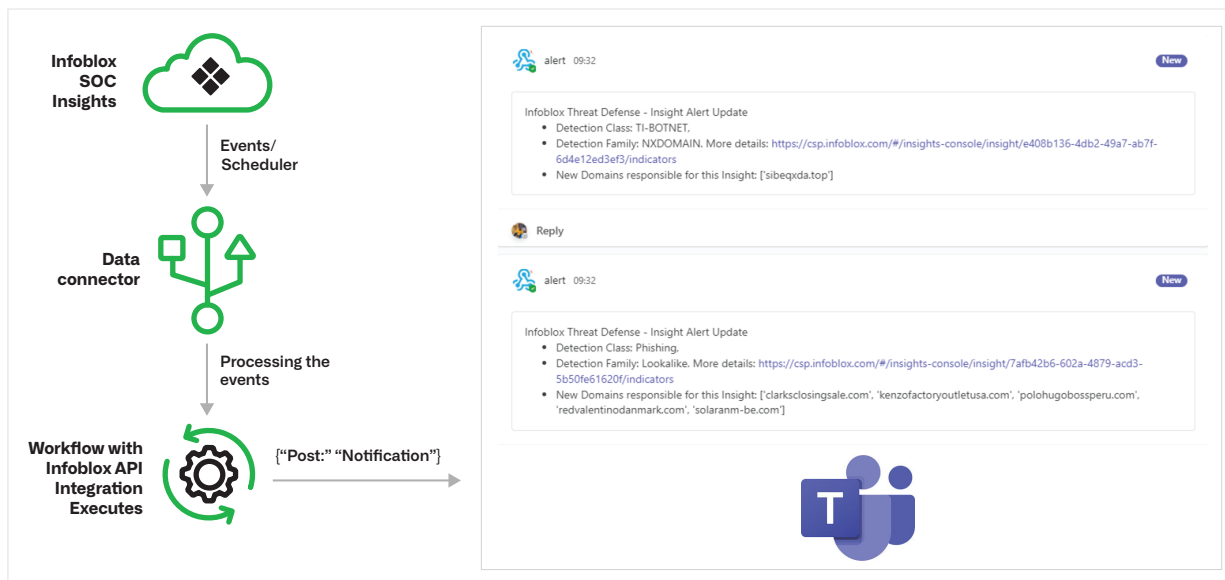 Infoblox
SOC
Insights
Events/
Scheduler
Data
connector
Processing the
events
Workflow with
Infoblox API
Integration
Executes
{“Post:” “Notification”}
alert 09:32
New
Infoblox Threat Defense - Insight Alert Update
• Detection Class: TI-BOTNET,
• Detection Family: NXDOMAIN. More details: https://csp.infoblox.com/#/insights-console/insight/e408b136-4db2-49a7-ab7f-
6d4e12ed3ef3/indicators
• New Domains responsible for this Insight: ['sibeqxda.top']
Reply
alert 09:32
New
Infoblox Threat Defense - Insight Alert Update
• Detection Class: Phishing,
• Detection Family: Lookalike. More details: https://csp.infoblox.com/#/insights-console/insight/7afb42b6-602a-4879-acd3-
5b50fe61620f/indicators
• New Domains responsible for this Insight: ['clarksclosingsale.com', 'kenzofactoryoutletusa.com', 'polohugobossperu.com',
'redvalentinodanmark.com', 'solaranm-be.com']
T